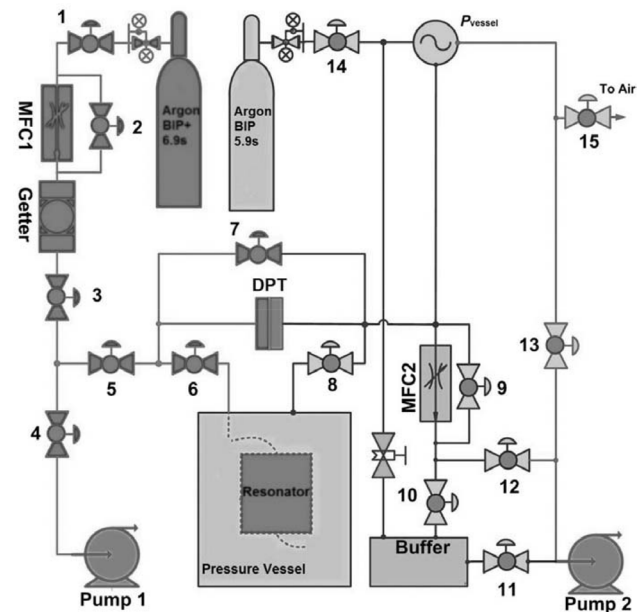 1
14
P vessel
To Air
MFC1
2
Argon
BIP+
6.9s
Argon
BIP
5.9s
15
Getter
7
3
DPT
13
5
6
8
MFC2
9
4
10
12
Resonator
Pressure Vessel
Buffer
11
Pump 1
Pump 2